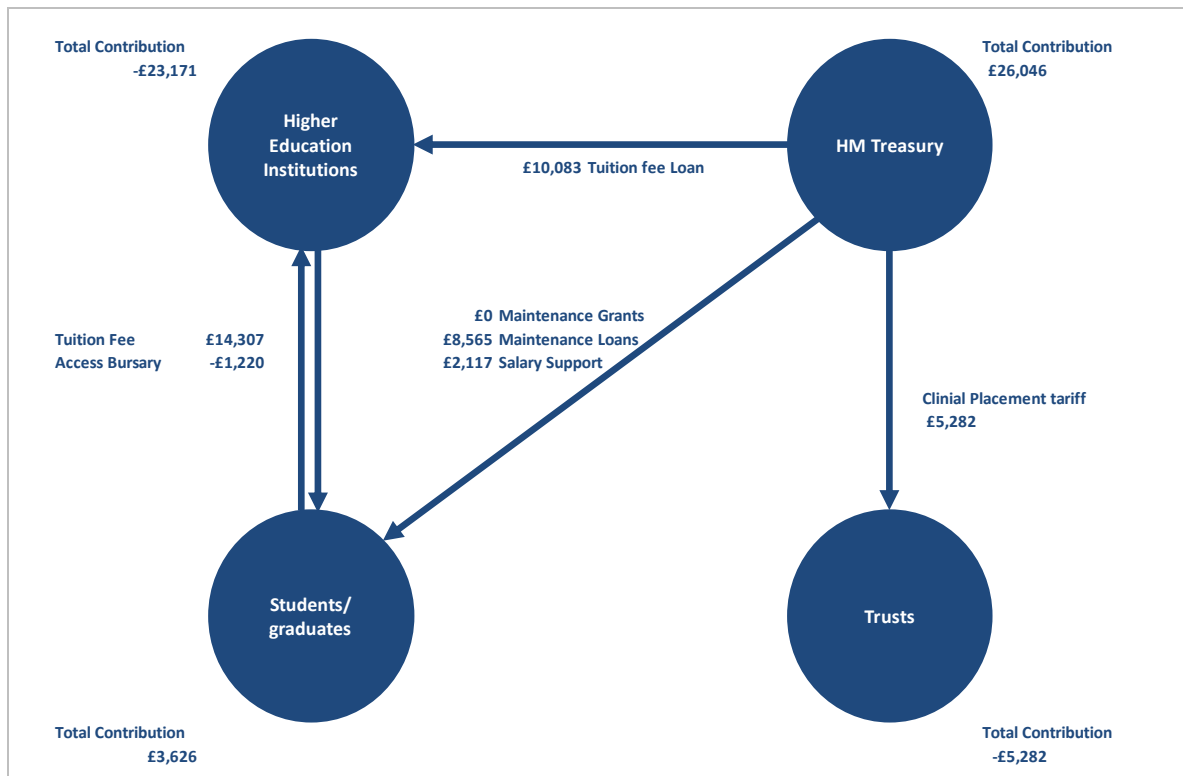 Total Contribution
-£23,171
Higher
Education
Institutions
HM Treasury
Total Contribution
£26,046
£10,083 Tuition fee Loan
Tuition Fee £14,307
Access Bursary -£1,220
£0 Maintenance Grants
£8,565 Maintenance Loans
£2,117 Salary Support
Clinial Placement tariff
£5,282
Students/
graduates
Trusts
Total Contribution
£3,626
Total Contribution
-£5,282